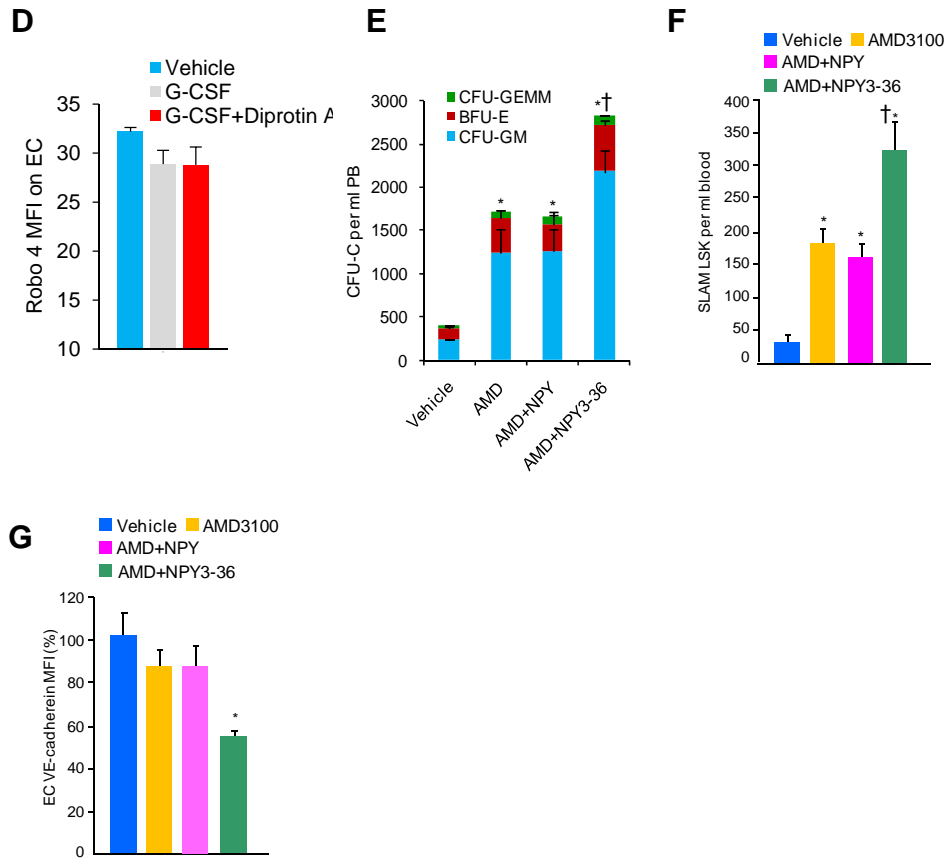 D
Vehicle
G-CSF
G-CSF+Diprotin A
Robo 4 MFI on EC
35
30
25
20
15
10
E
CFU-GEMM
BFU-E
CFU-GM
CFU-C per ml PB
3000
2500
2000
1500
1000
500
0
* * *†
Vehicle
AMD
AMD+NPY
AMD+NPY3-36
F
Vehicle AMD3100
AMD+NPY
AMD+NPY3-36
SLAM LSK per ml blood
400
350
300
250
200
150
100
50
0
* * †*
G
Vehicle AMD3100
AMD+NPY
AMD+NPY3-36
EC VE-cadherein MFI (%)
120
100
80
60
40
20
0
*